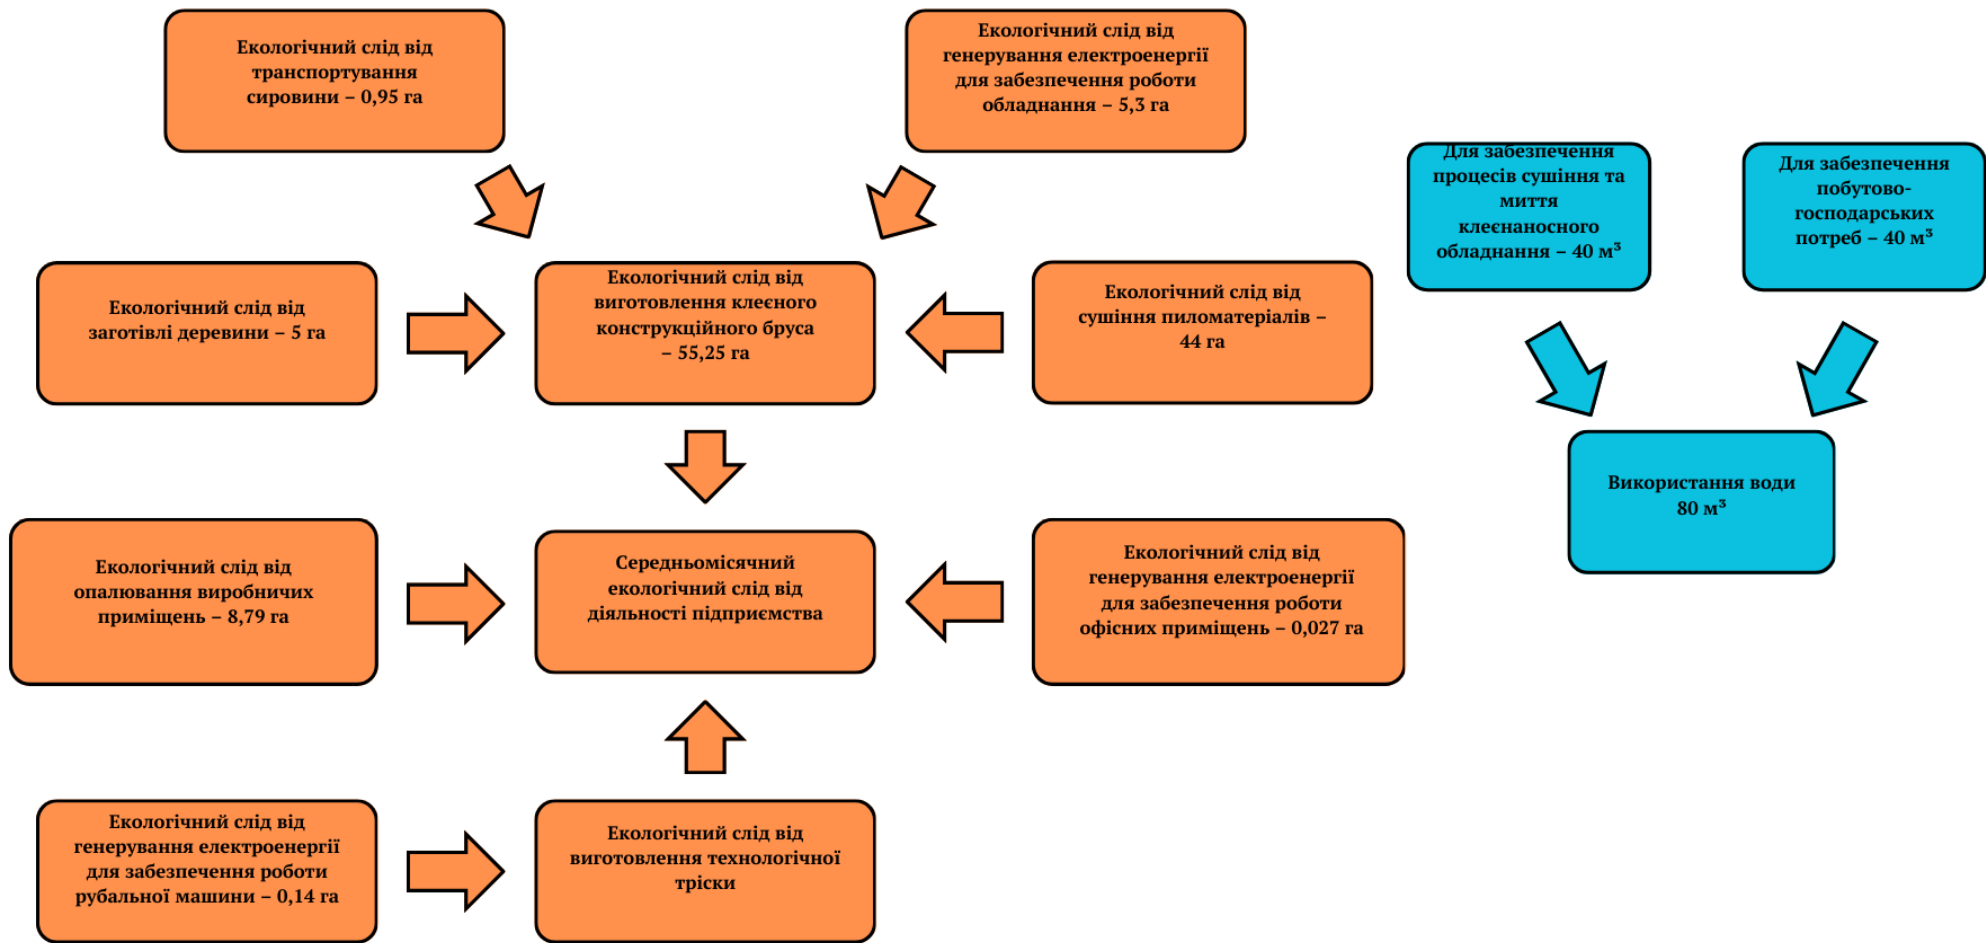 Екологічний слід від
транспортування
сировини – 0,95 га
Екологічний слід від
генерування електроенергії
для забезпечення роботи
обладнання – 5,3 га
Для забезпечення
процесів сушіння та
миття
клеєнаносного
обладнання – 40 м³
Для забезпечення
побутово-
господарських
потреб – 40 м³
Екологічний слід від
заготівлі деревини – 5 га
Екологічний слід від
виготовлення клеєного
конструкційного бруса
– 55,25 га
Екологічний слід від
сушіння пиломатеріалів –
44 га
Використання води
80 м³
Екологічний слід від
опалювання виробничих
приміщень – 8,79 га
Середньомісячний
екологічний слід від
діяльності підприємства
Екологічний слід від
генерування електроенергії
для забезпечення роботи
офісних приміщень – 0,027 га
Екологічний слід від
генерування електроенергії
для забезпечення роботи
рубальної машини – 0,14 га
Екологічний слід від
виготовлення технологічної
тріски